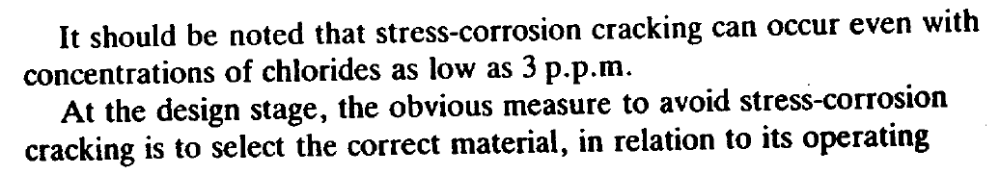 It should be noted that stress-corrosion cracking can occur even with
concentrations of chlorides as low as 3 p.p.m.
At the design stage, the obvious measure to avoid stress-corrosion
cracking is to select the correct material, in relation to its operating